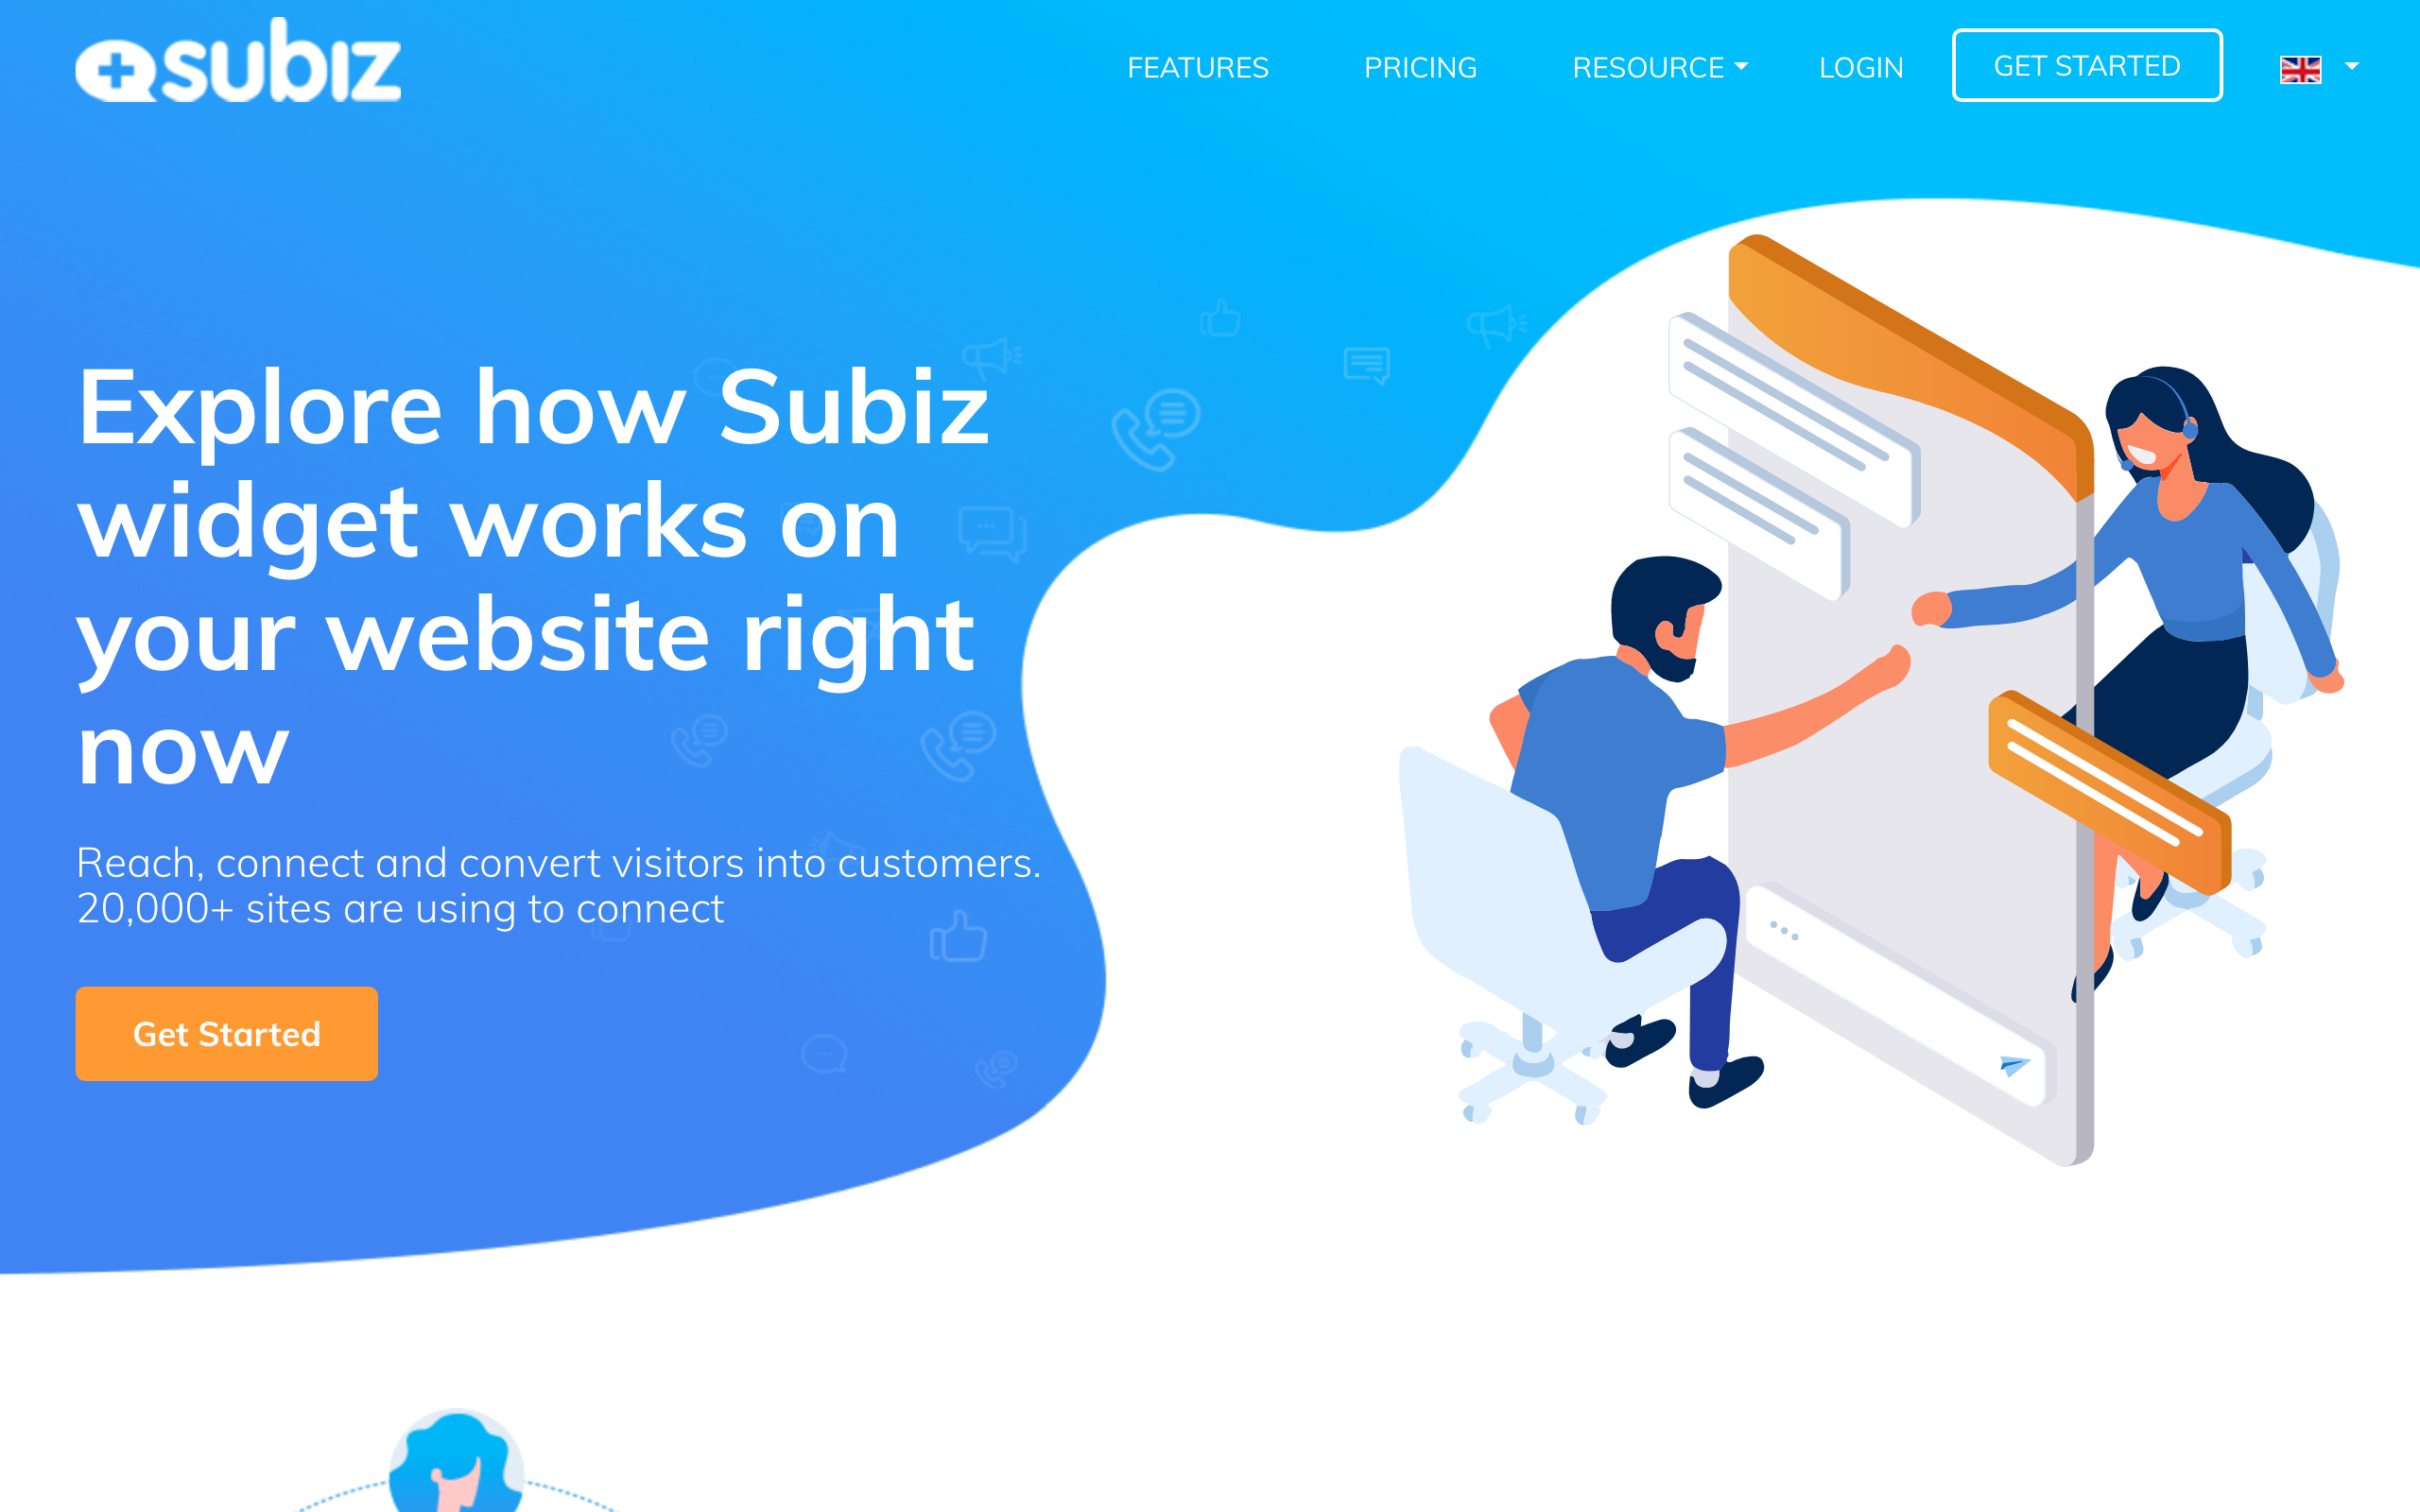 subiz
FEATURES
PRICING
RESOURCE
LOGIN
GET STARTED
Explore how Subiz
widget works on
your website right
now
Reach, connect and convert visitors into customers.
20,000+ sites are using to connect
Get Started